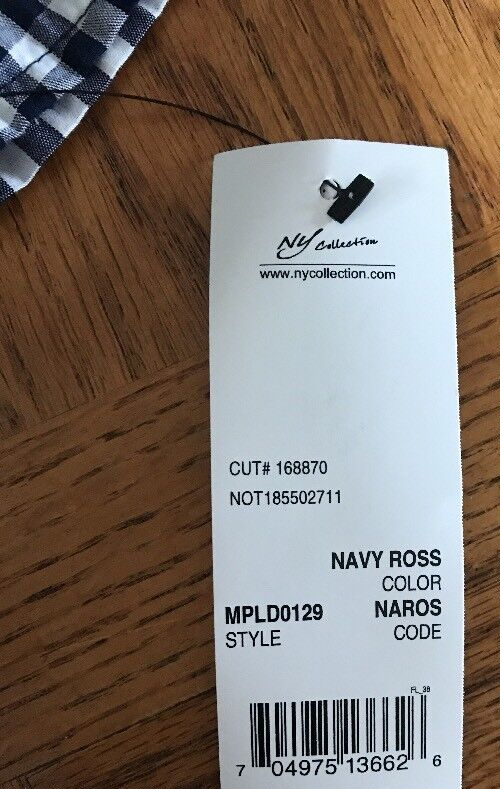 NY Collection
www.nycollection.com
CUT# 168870
NOT185502711
NAVY ROSS
COLOR
MPLD0129 NAROS
STYLE CODE
FL_38
7 04975 13662 6